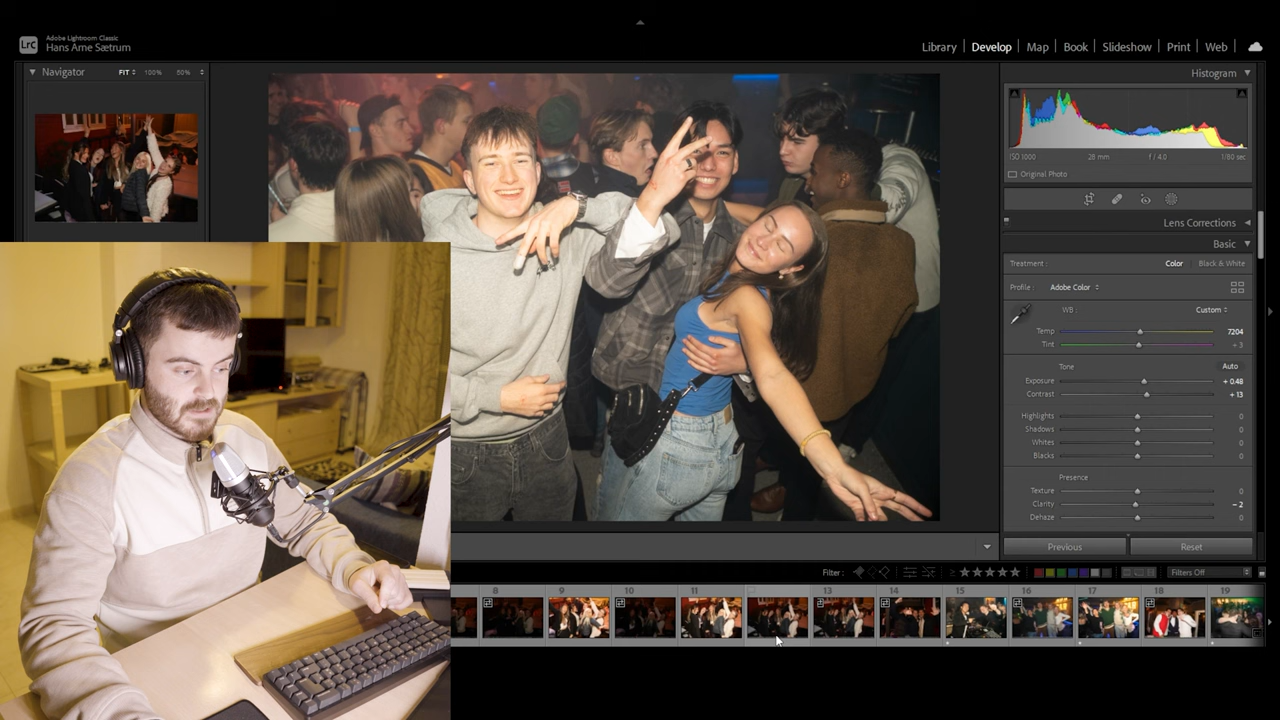 Adobe Lightroom Classic
LrC
Hans Arne Sætrum
Library | Develop | Map | Book | Slideshow | Print | Web
Navigator FIT 100% 50%
Histogram
ISO 1000 28 mm f / 4.0 1/80 sec
Original Photo
Lens Corrections
Basic
Treatment : Color Black & White
Profile : Adobe Color
WB : Custom
Temp 7204
Tint + 3
Tone Auto
Exposure + 0.48
Contrast + 13
Highlights 0
Shadows 0
Whites 0
Blacks 0
Presence
Texture 0
Clarity − 2
Dehaze 0
Previous Reset
Filter : Filters Off
8 9 10 11 13 14 15 16 17 18 19